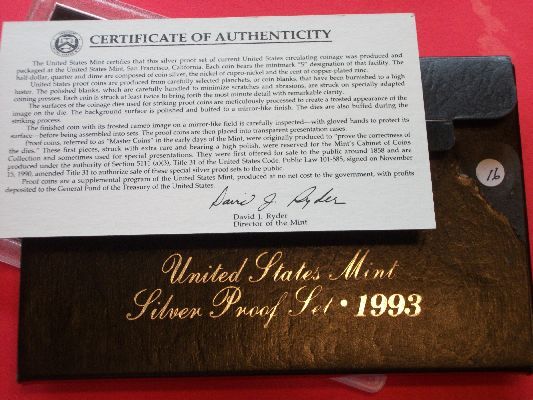 CERTIFICATE OF AUTHENTICITY
The United States Mint certifies that this silver proof set of current United States circulating coinage was produced and
packaged at the United States Mint, San Francisco, California. Each coin bears the mintmark "S" designation of that facility. The
half-dollar, quarter and dime are composed of coin silver, the nickel of cupro-nickel and the cent of copper-plated zinc.
United States proof coins are produced from carefully selected planchets, or coin blanks, that have been burnished to a high
luster. The polished blanks, which are carefully handled to minimize scratches and abrasions, are struck on specially adapted
coining presses. Each coin is struck at least twice to bring forth the most minute detail with remarkable clarity.
The surfaces of the coinage dies used for striking proof coins are meticulously processed to create a frosted appearance of the
image on the die. The background surface is polished and buffed to a mirror-like finish. The dies are also buffed during the
striking process.
The finished coin with its frosted cameo image on a mirror-like field is carefully inspected—with gloved hands to protect its
surface—before being assembled into sets. The proof coins are then placed into transparent presentation cases.
Proof coins, referred to as "Master Coins" in the early days of the Mint, were originally produced to "prove the correctness of
the dies." These first pieces, struck with extra care and bearing a high polish, were reserved for the Mint's Cabinet of Coins
Collection and sometimes used for special presentations. They were first offered for sale to the public around 1858 and are
produced under the authority of Section 5111 (a)(3), Title 31 of the United States Code. Public Law 101-585, signed on November
15, 1990, amended Title 31 to authorize sale of these special silver proof sets to the public.
Proof coins are a supplemental program of the United States Mint, produced at no net cost to the government, with profits
deposited to the General Fund of the Treasury of the United States.
David J. Ryder
David J. Ryder
Director of the Mint
16
United States Mint
Silver Proof Set • 1993